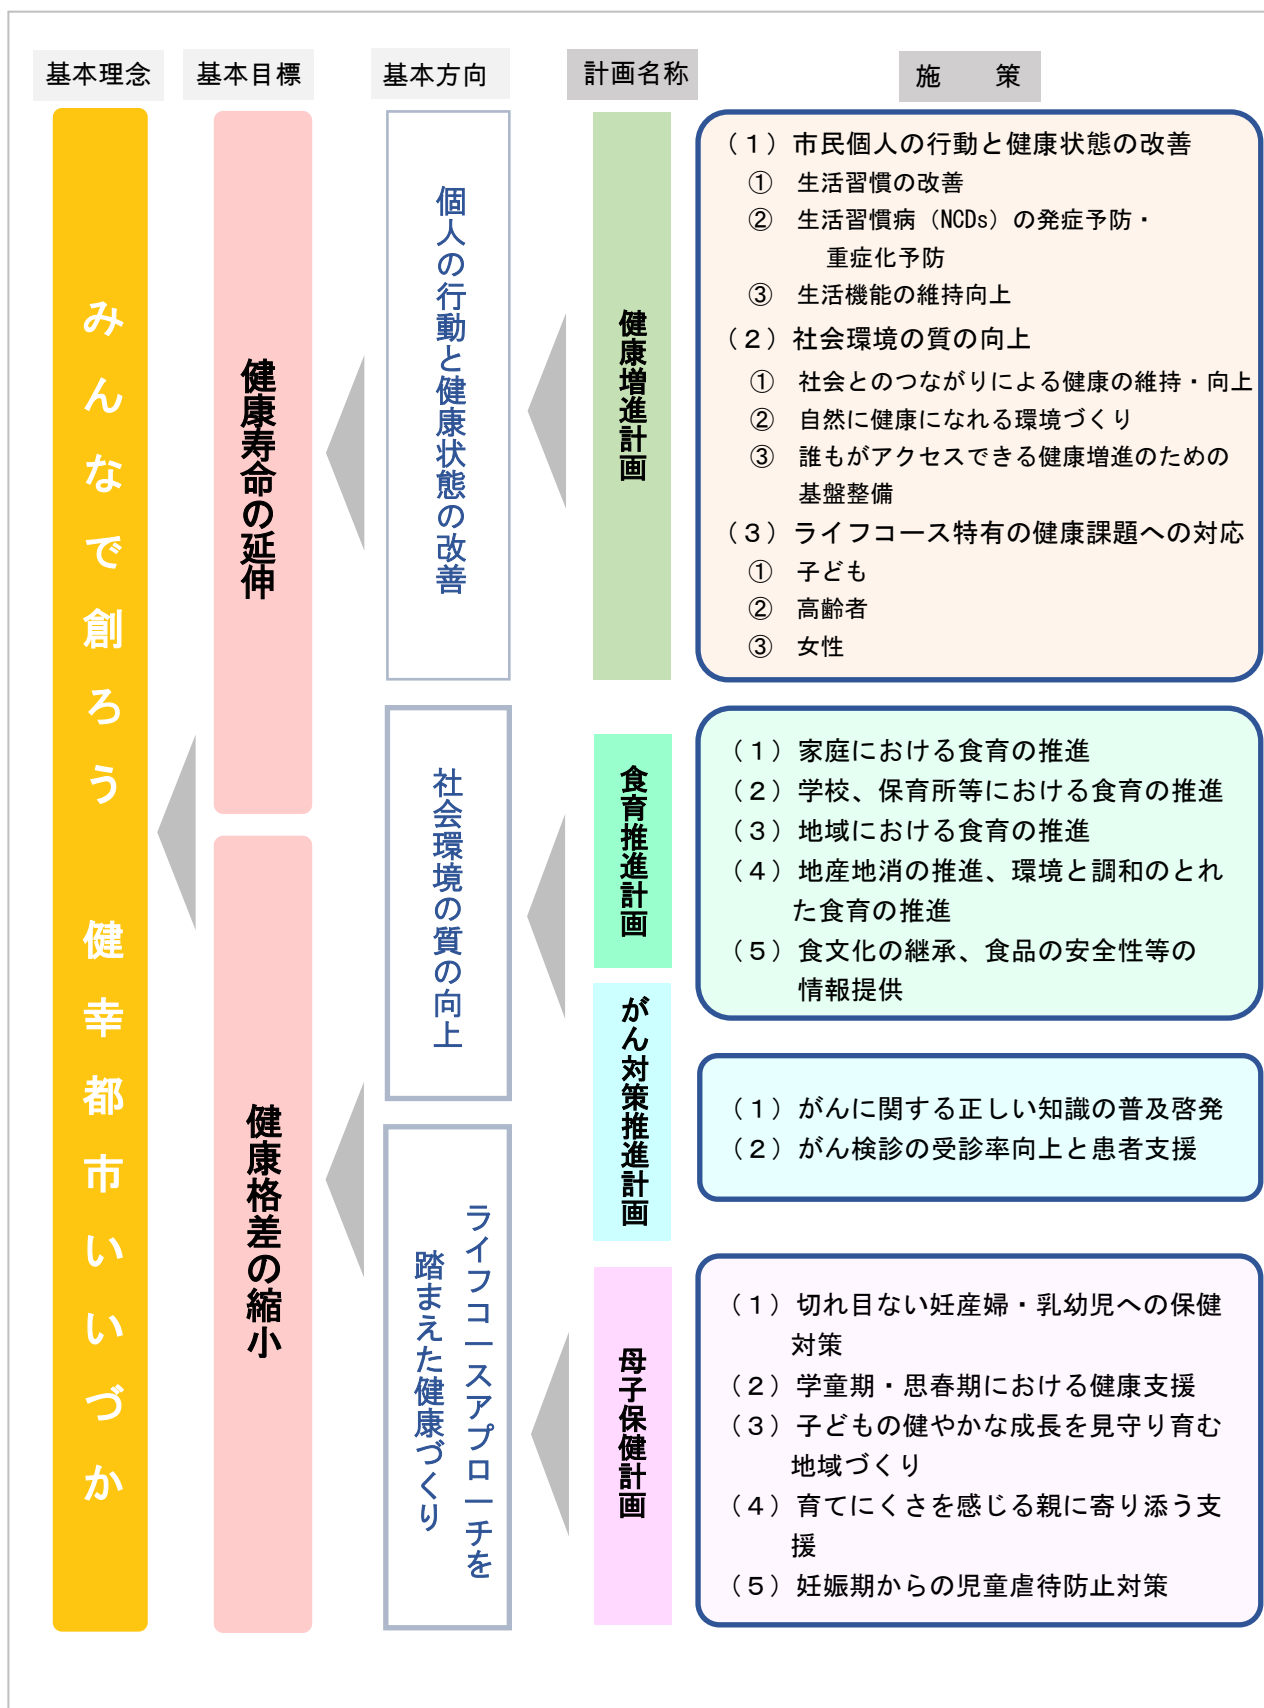 基本理念
基本目標
基本方向
計画名称
施　策
みんなで創ろう　健幸都市いいづか
健康寿命の延伸
健康格差の縮小
個人の行動と健康状態の改善
社会環境の質の向上
ライフコースアプローチを
踏まえた健康づくり
健康増進計画
（１）市民個人の行動と健康状態の改善
①　生活習慣の改善
②　生活習慣病（NCDs）の発症予防・
重症化予防
③　生活機能の維持向上
（２）社会環境の質の向上
①　社会とのつながりによる健康の維持・向上
②　自然に健康になれる環境づくり
③　誰もがアクセスできる健康増進のための
基盤整備
（３）ライフコース特有の健康課題への対応
①　子ども
②　高齢者
③　女性
食育推進計画
（１）家庭における食育の推進
（２）学校、保育所等における食育の推進
（３）地域における食育の推進
（４）地産地消の推進、環境と調和のとれ
た食育の推進
（５）食文化の継承、食品の安全性等の
情報提供
がん対策推進計画
（１）がんに関する正しい知識の普及啓発
（２）がん検診の受診率向上と患者支援
母子保健計画
（１）切れ目ない妊産婦・乳幼児への保健
対策
（２）学童期・思春期における健康支援
（３）子どもの健やかな成長を見守り育む
地域づくり
（４）育てにくさを感じる親に寄り添う支
援
（５）妊娠期からの児童虐待防止対策